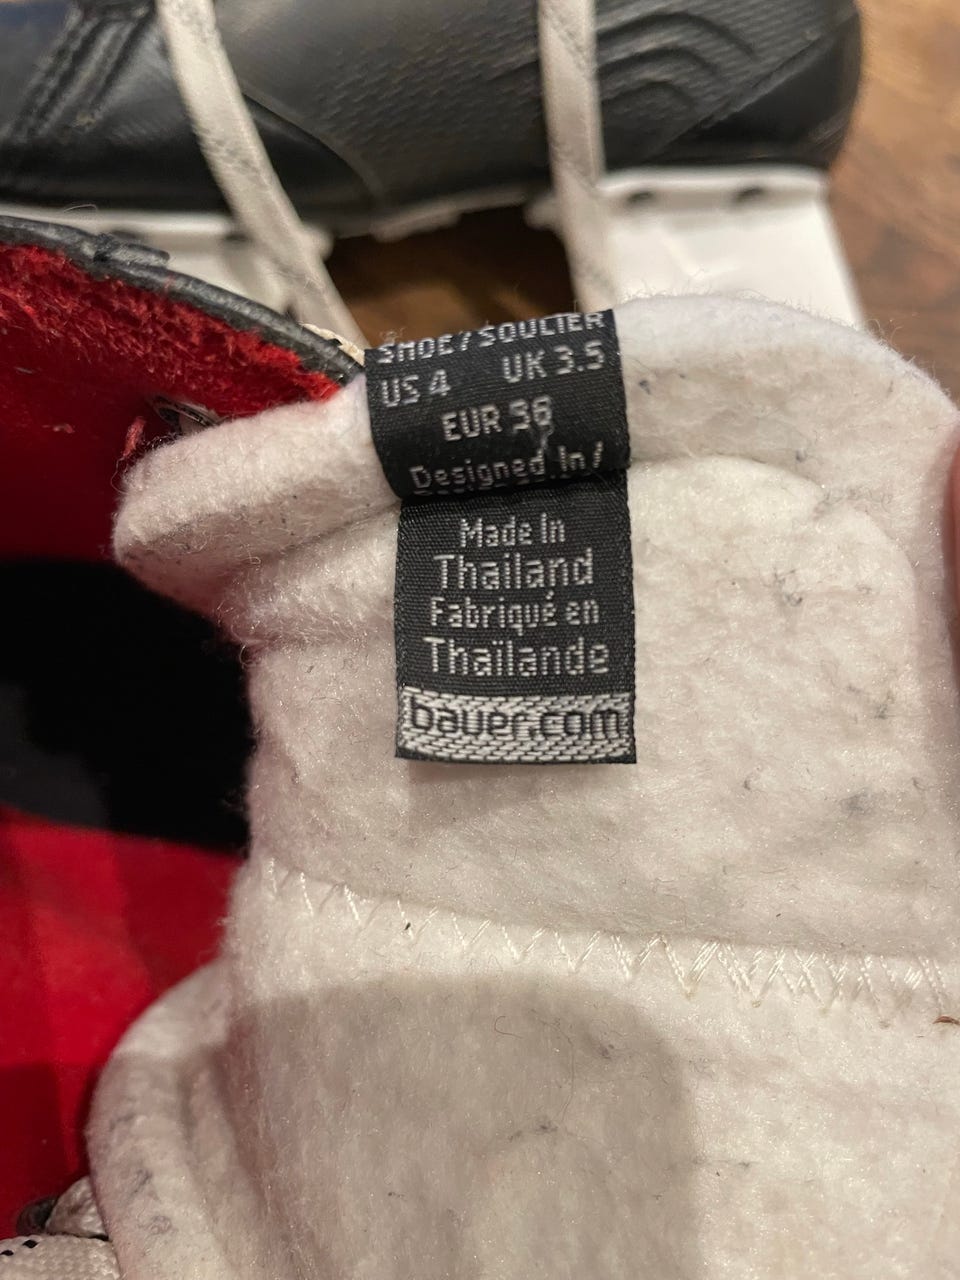 SHOE / SOULIER
US 4 UK 3.5
EUR 36
Designed In /
Made In
Thailand
Fabriqué en
Thaïlande
bauer.com